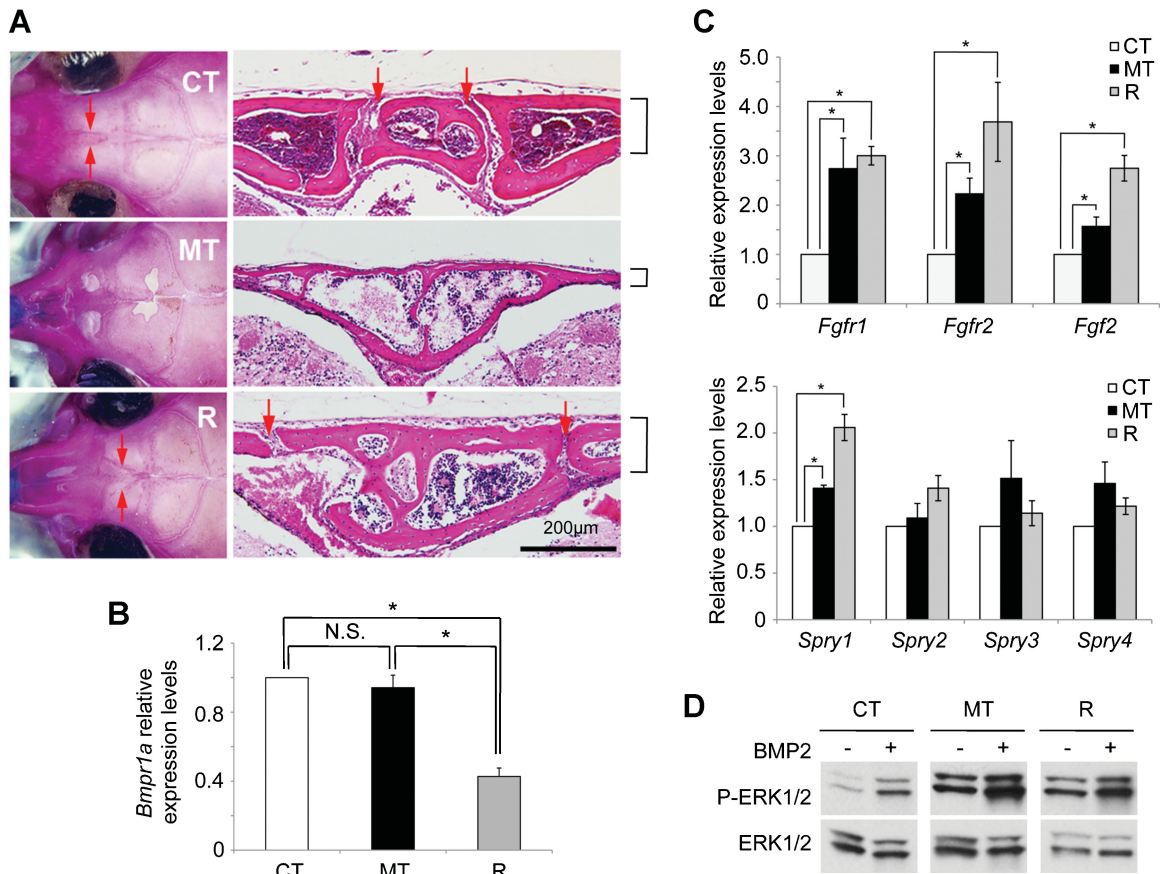 A
CT
MT
R
200µm
B
*
N.S.
*
Bmpr1a relative
expression levels
1.2
0.8
0.4
0
CT
MT
R
C
CT
MT
R
Relative expression levels
5.0
4.0
3.0
2.0
1.0
0
*
*
*
*
*
*
Fgfr1
Fgfr2
Fgf2
CT
MT
R
Relative expression levels
2.5
2.0
1.5
1.0
0.5
0
*
*
Spry1
Spry2
Spry3
Spry4
D
CT MT R
BMP2 - + - + - +
P-ERK1/2
ERK1/2